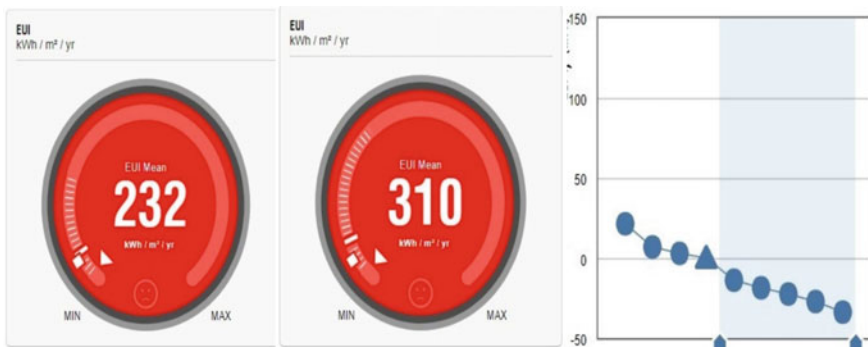 EUI
kWh / m² / yr
EUI Mean
232
kWh / m² / yr
MIN
MAX
EUI
kWh / m² / yr
EUI Mean
310
kWh / m² / yr
MIN
MAX
150
100
50
0
-50